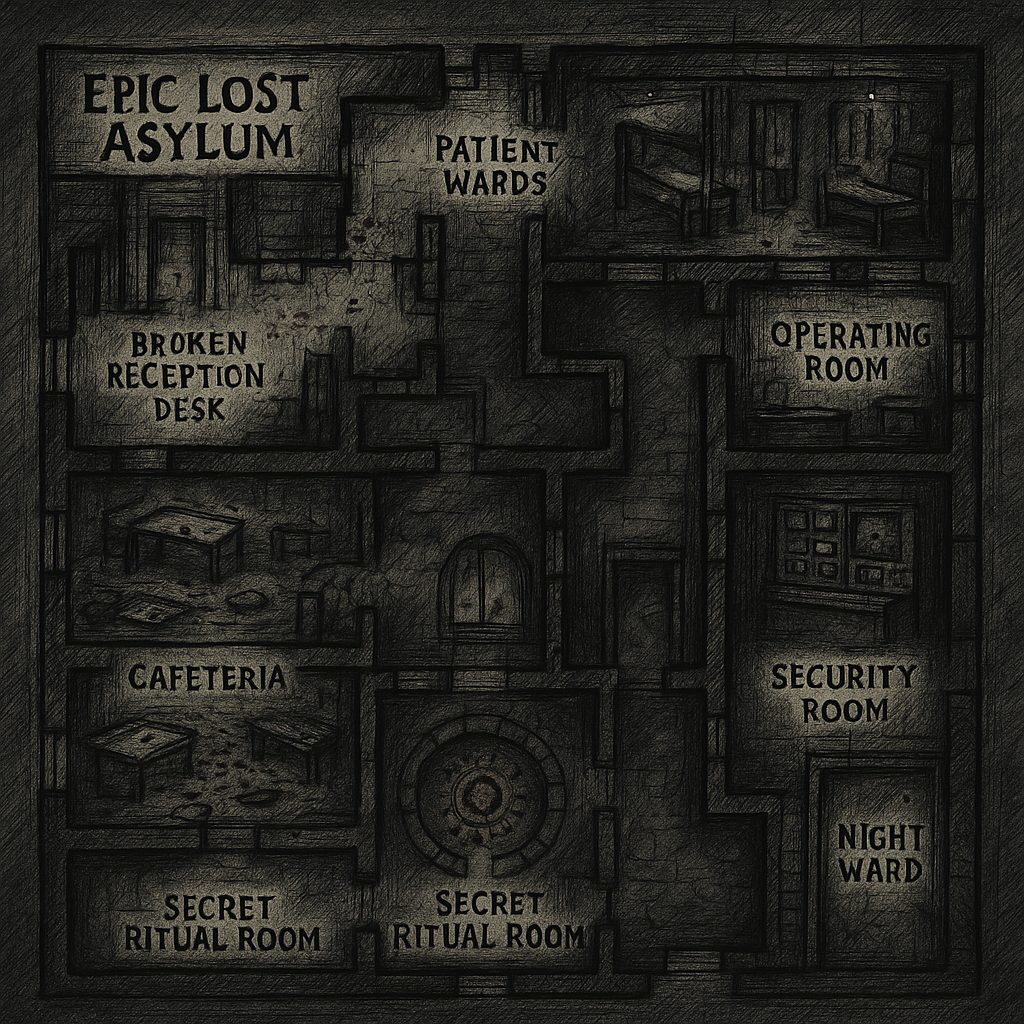 EPIC LOST
ASYLUM
PATIENT
WARDS
BROKEN
RECEPTION
DESK
OPERATING
ROOM
CAFETERIA
SECURITY
ROOM
NIGHT
WARD
SECRET
RITUAL ROOM
SECRET
RITUAL ROOM